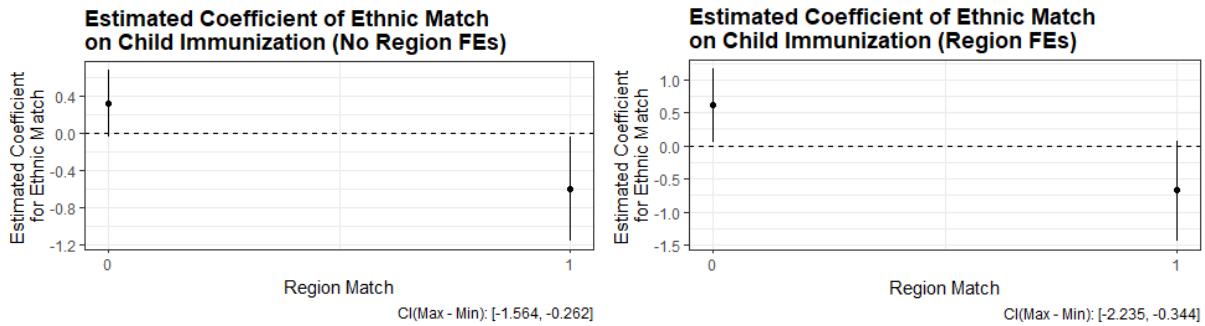 Estimated Coefficient of Ethnic Match
on Child Immunization (No Region FEs)
Estimated Coefficient
for Ethnic Match
0.4
0.0
-0.4
-0.8
-1.2
0
1
Region Match
CI(Max - Min): [-1.564, -0.262]
Estimated Coefficient of Ethnic Match
on Child Immunization (Region FEs)
Estimated Coefficient
for Ethnic Match
1.0
0.5
0.0
-0.5
-1.0
-1.5
0
1
Region Match
CI(Max - Min): [-2.235, -0.344]